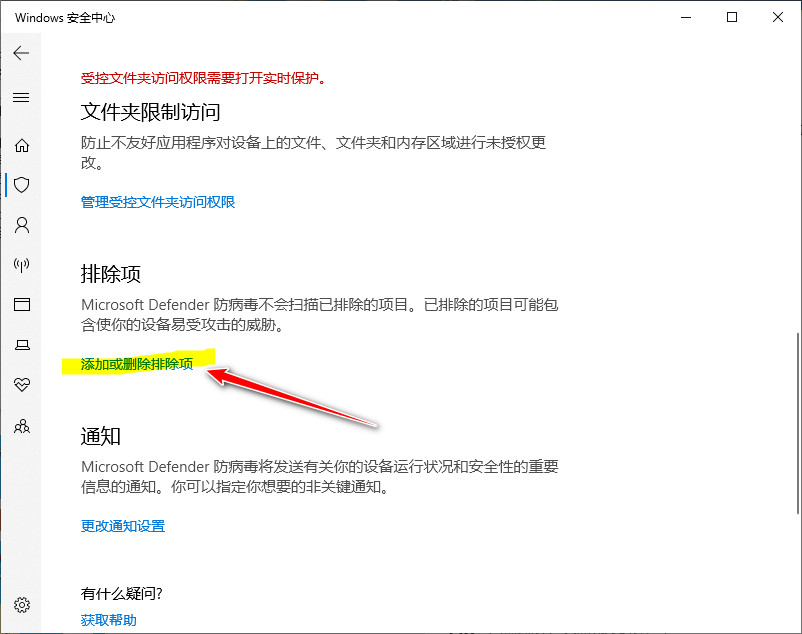 Windows 安全中心
受控文件夹访问权限需要打开实时保护。
文件夹限制访问
防止不友好应用程序对设备上的文件、文件夹和内存区域进行未授权更
改。
管理受控文件夹访问权限
排除项
Microsoft Defender 防病毒不会扫描已排除的项目。已排除的项目可能包
含使你的设备易受攻击的威胁。
添加或删除排除项
通知
Microsoft Defender 防病毒将发送有关你的设备运行状况和安全性的重要
信息的通知。你可以指定你想要的非关键通知。
更改通知设置
有什么疑问?
获取帮助